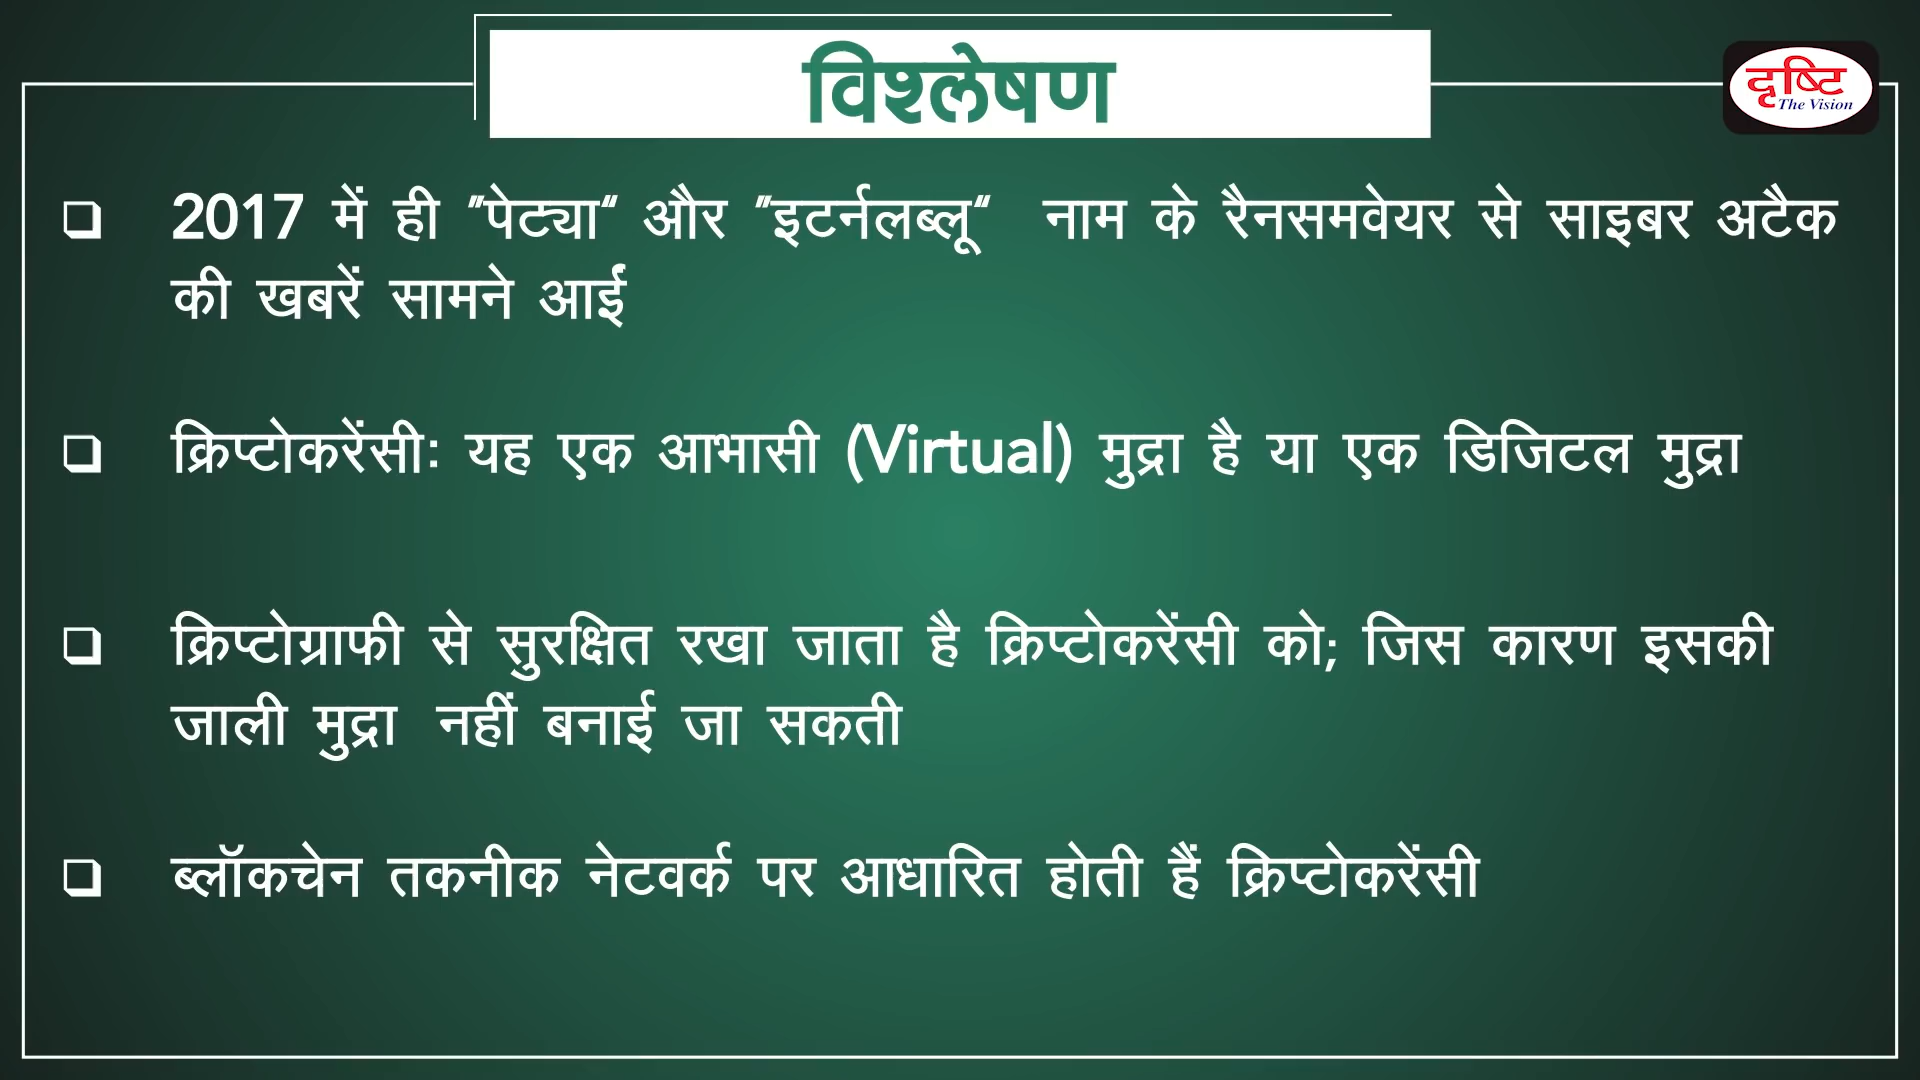 विश्लेषण
दृष्टि
The Vision
2017 में ही "पेट्या" और "इटर्नलब्लू" नाम के रैनसमवेयर से साइबर अटैक
की खबरें सामने आईं
क्रिप्टोकरेंसीः यह एक आभासी (Virtual) मुद्रा है या एक डिजिटल मुद्रा
क्रिप्टोग्राफी से सुरक्षित रखा जाता है क्रिप्टोकरेंसी को; जिस कारण इसकी
जाली मुद्रा नहीं बनाई जा सकती
ब्लॉकचेन तकनीक नेटवर्क पर आधारित होती हैं क्रिप्टोकरेंसी